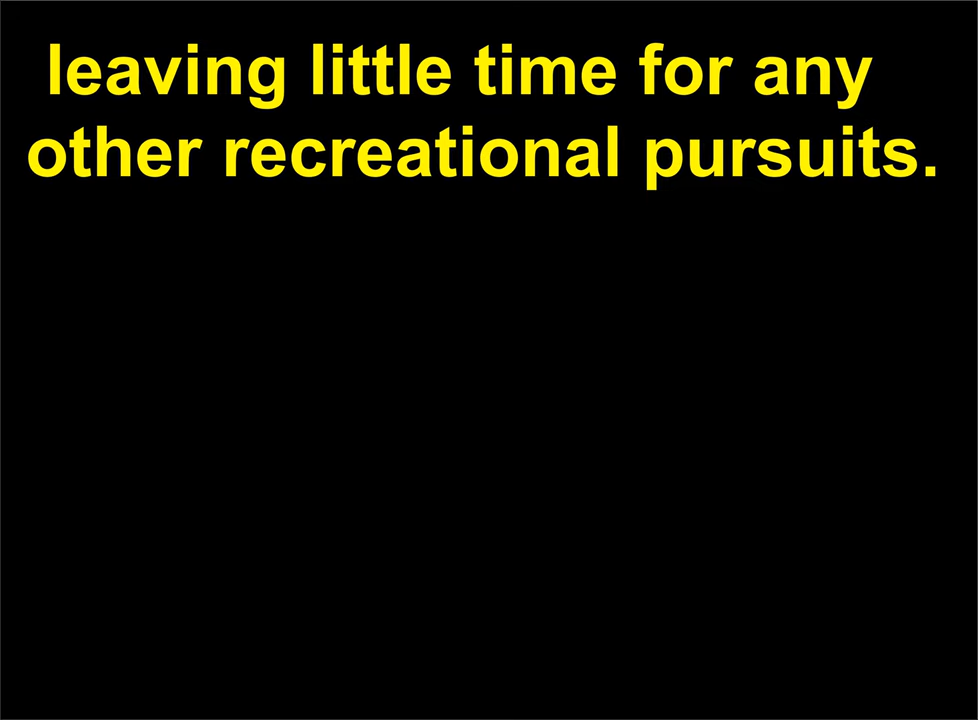 leaving little time for any
other recreational pursuits.